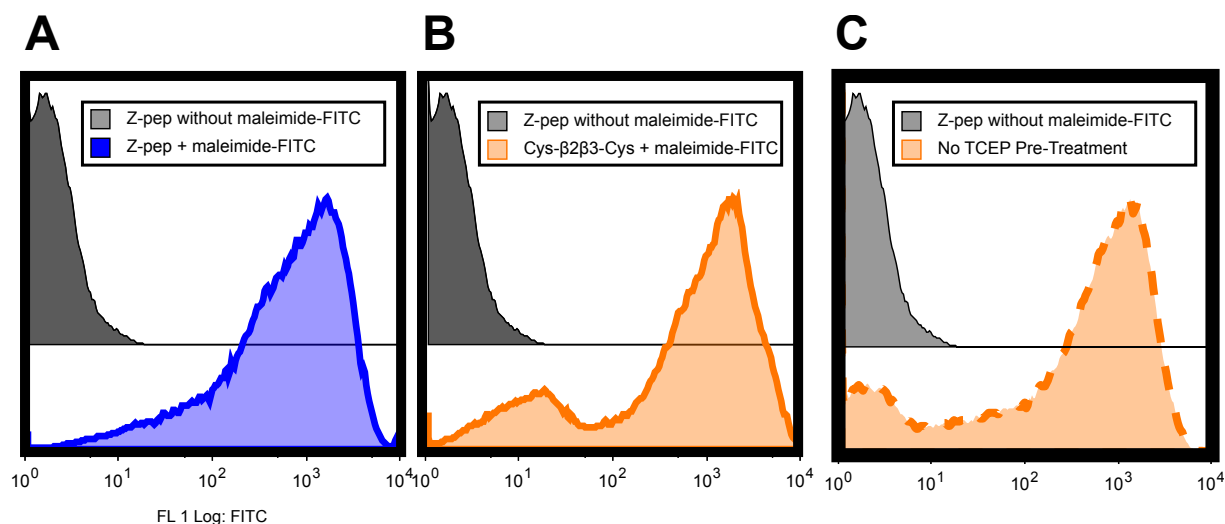 A
B
C
Z-pep without maleimide-FITC
Z-pep + maleimide-FITC
Z-pep without maleimide-FITC
Cys-β2β3-Cys + maleimide-FITC
Z-pep without maleimide-FITC
No TCEP Pre-Treatment
10⁰ 10¹ 10² 10³ 10⁴
10⁰ 10¹ 10² 10³ 10⁴
10⁰ 10¹ 10² 10³ 10⁴
FL 1 Log: FITC